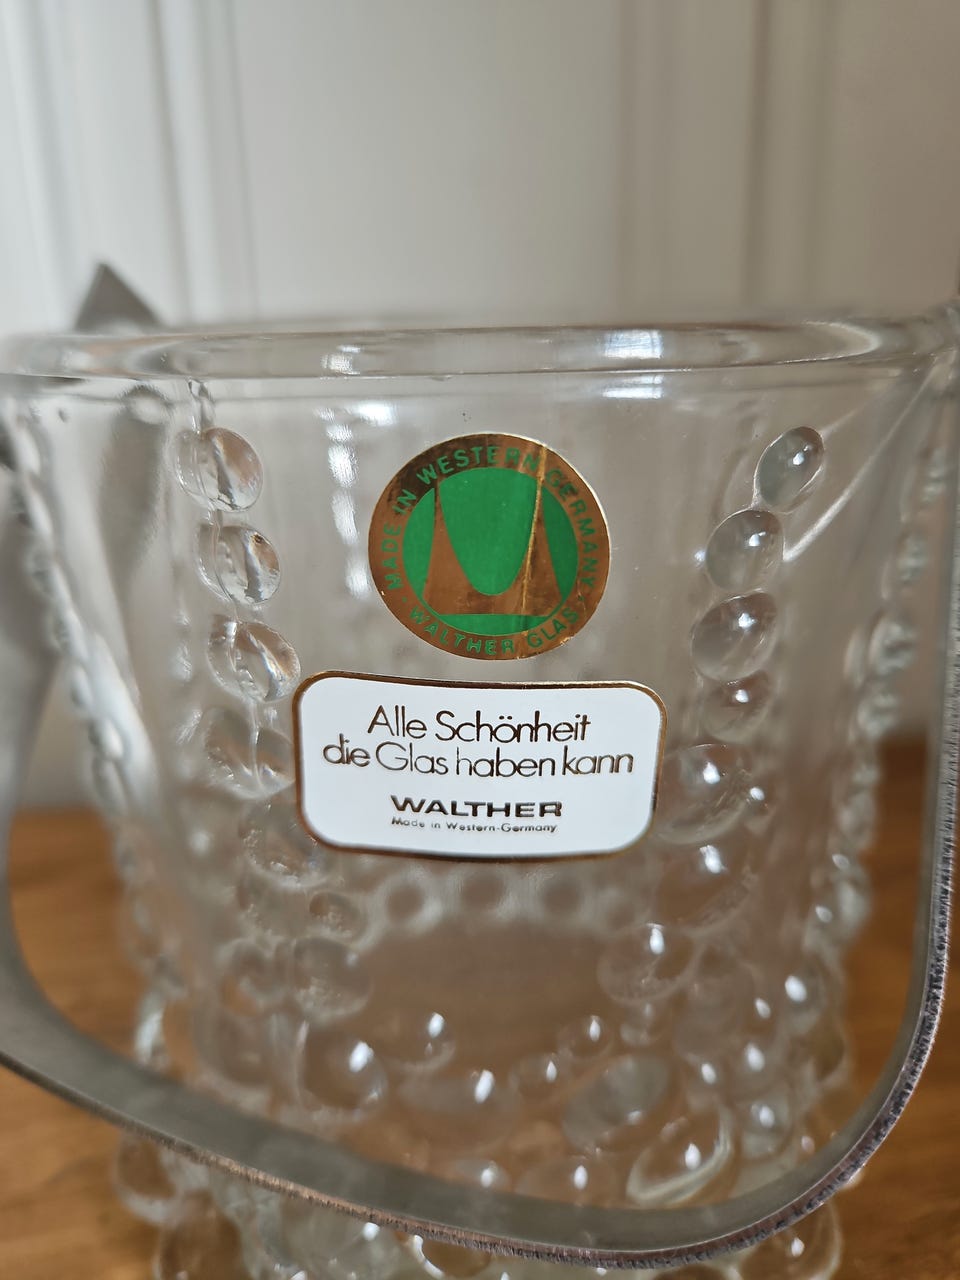 MADE IN WESTERN GERMANY
WALTHER GLAS
Alle Schönheit
die Glas haben kann
WALTHER
Made in Western-Germany